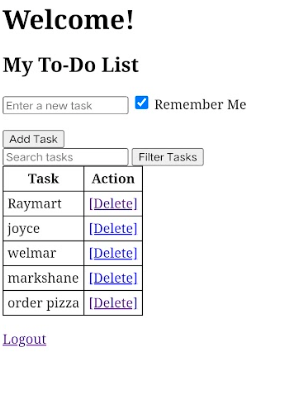 Welcome!
My To-Do List
Enter a new task Remember Me
Add Task
Search tasks Filter Tasks
Task Action
Raymart [Delete]
joyce [Delete]
welmar [Delete]
markshane [Delete]
order pizza [Delete]
Logout